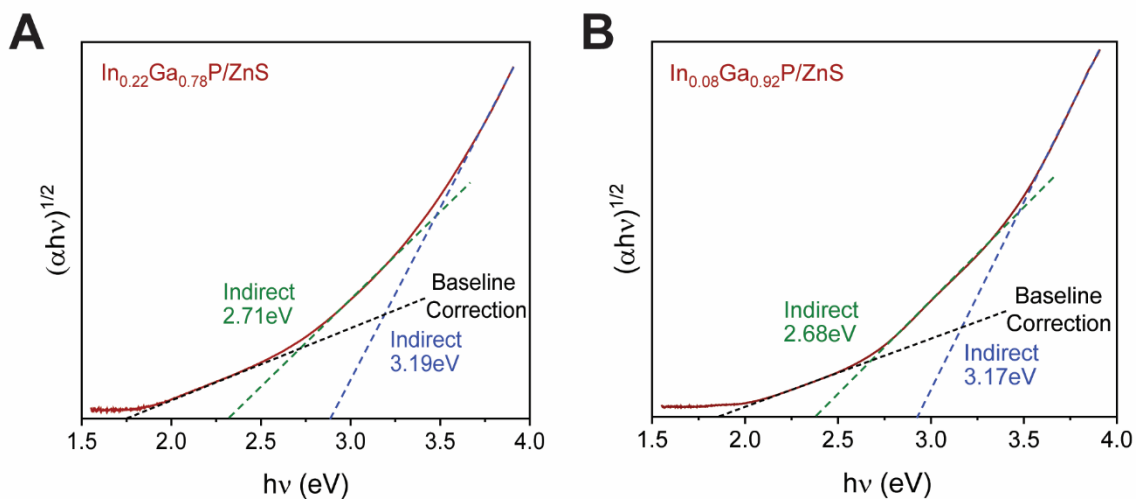 A
In0.22Ga0.78P/ZnS
(αhν)1/2
Indirect
2.71eV
Baseline
Correction
Indirect
3.19eV
1.5 2.0 2.5 3.0 3.5 4.0
hν (eV)
B
In0.08Ga0.92P/ZnS
(αhν)1/2
Indirect
2.68eV
Baseline
Correction
Indirect
3.17eV
1.5 2.0 2.5 3.0 3.5 4.0
hν (eV)